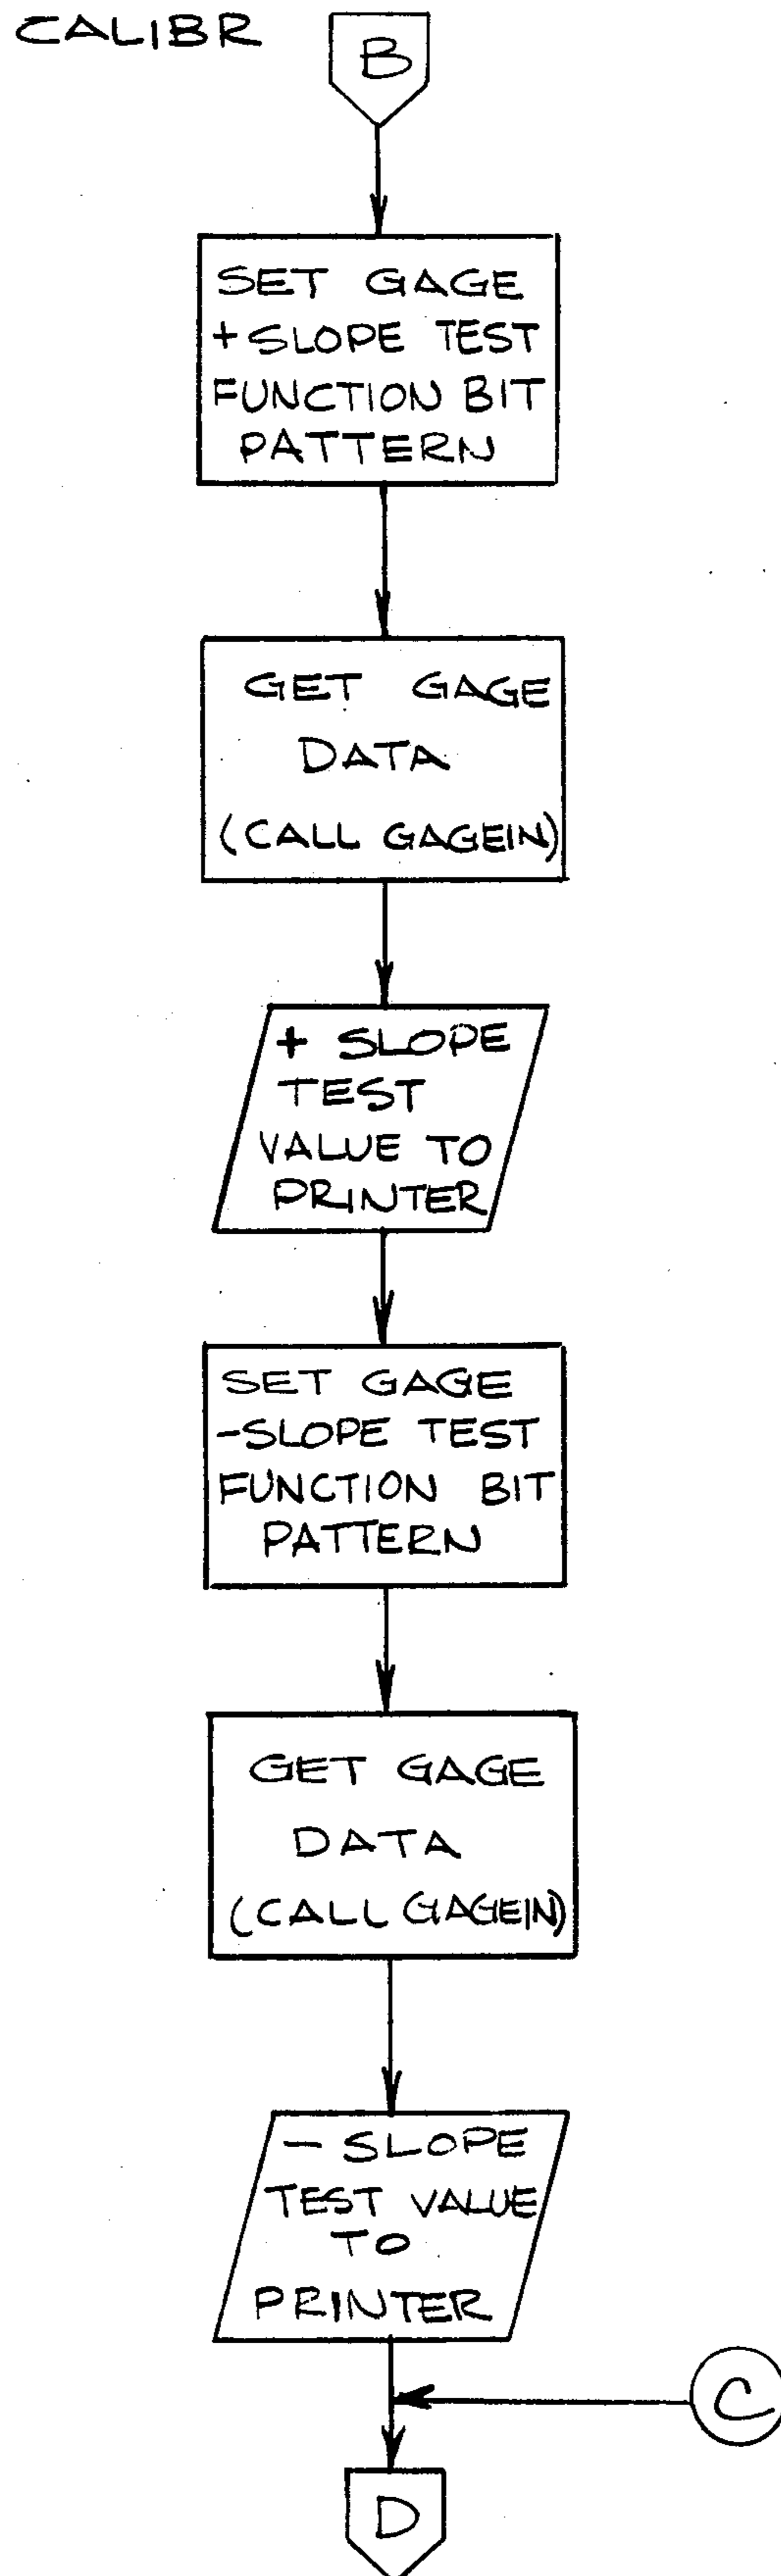 CALIBR
B
SET GAGE
+SLOPE TEST
FUNCTION BIT
PATTERN
GET GAGE
DATA
(CALL GAGEIN)
+ SLOPE
TEST
VALUE TO
PRINTER
SET GAGE
-SLOPE TEST
FUNCTION BIT
PATTERN
GET GAGE
DATA
(CALL GAGEIN)
- SLOPE
TEST VALUE
TO
PRINTER
C
D